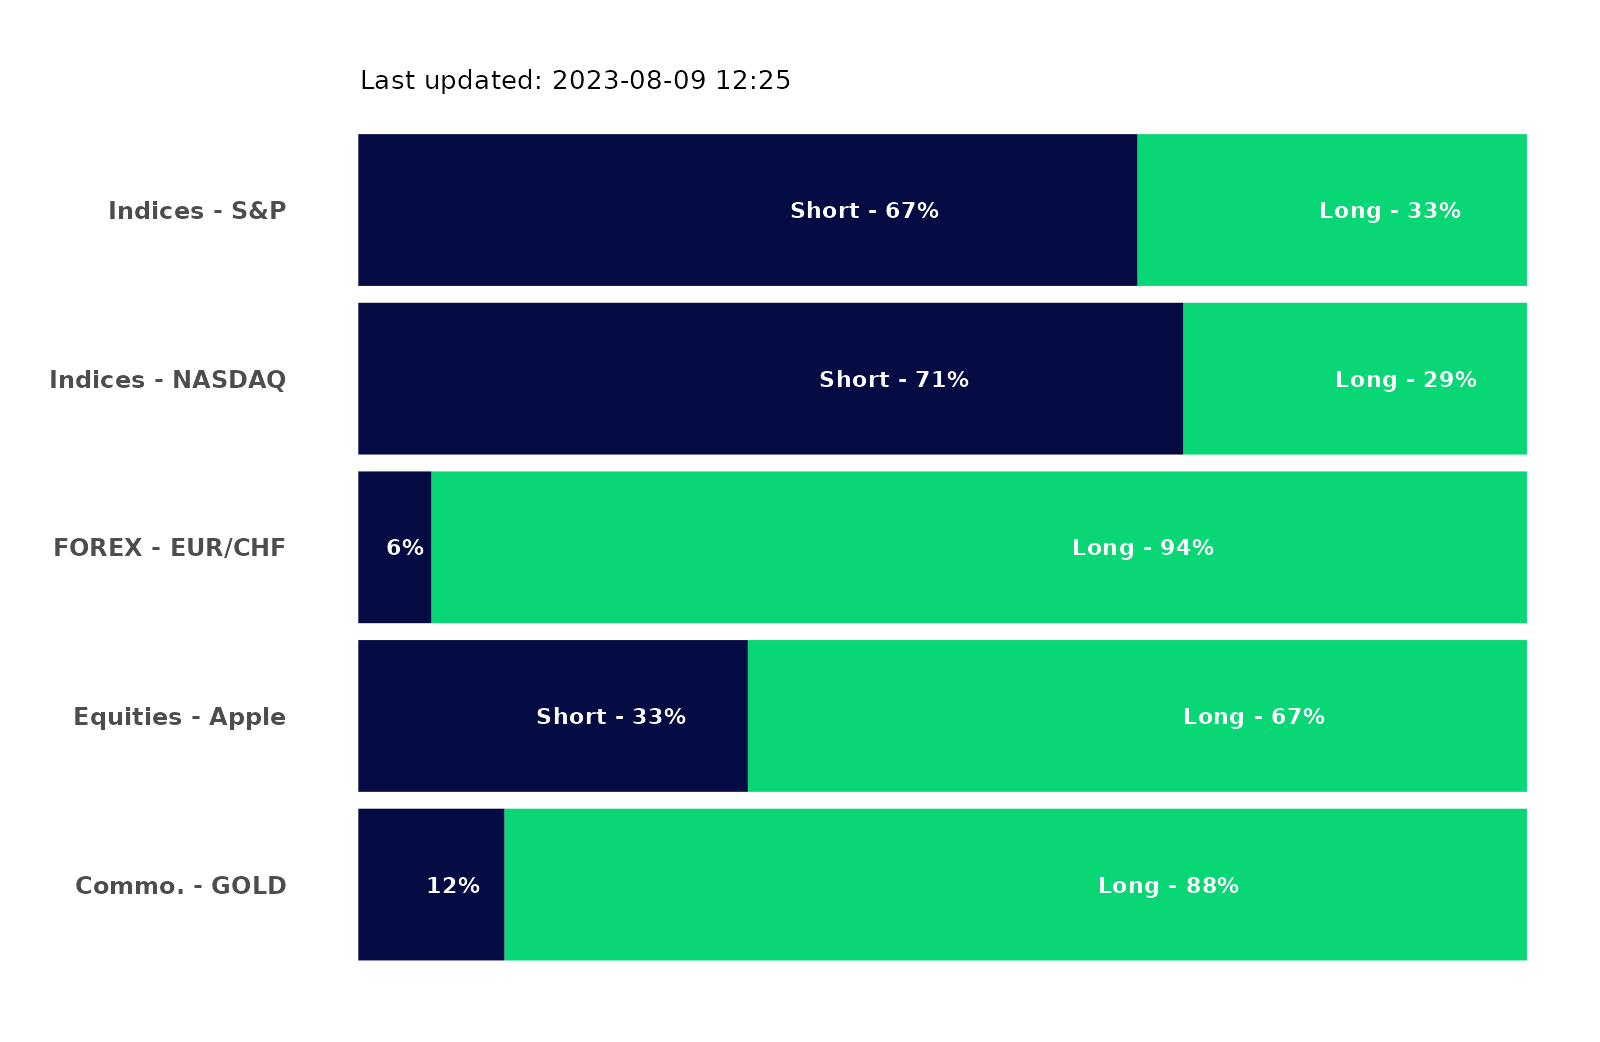 Last updated: 2023-08-09 12:25
Indices - S&P
Short - 67%
Long - 33%
Indices - NASDAQ
Short - 71%
Long - 29%
FOREX - EUR/CHF
6%
Long - 94%
Equities - Apple
Short - 33%
Long - 67%
Commo. - GOLD
12%
Long - 88%